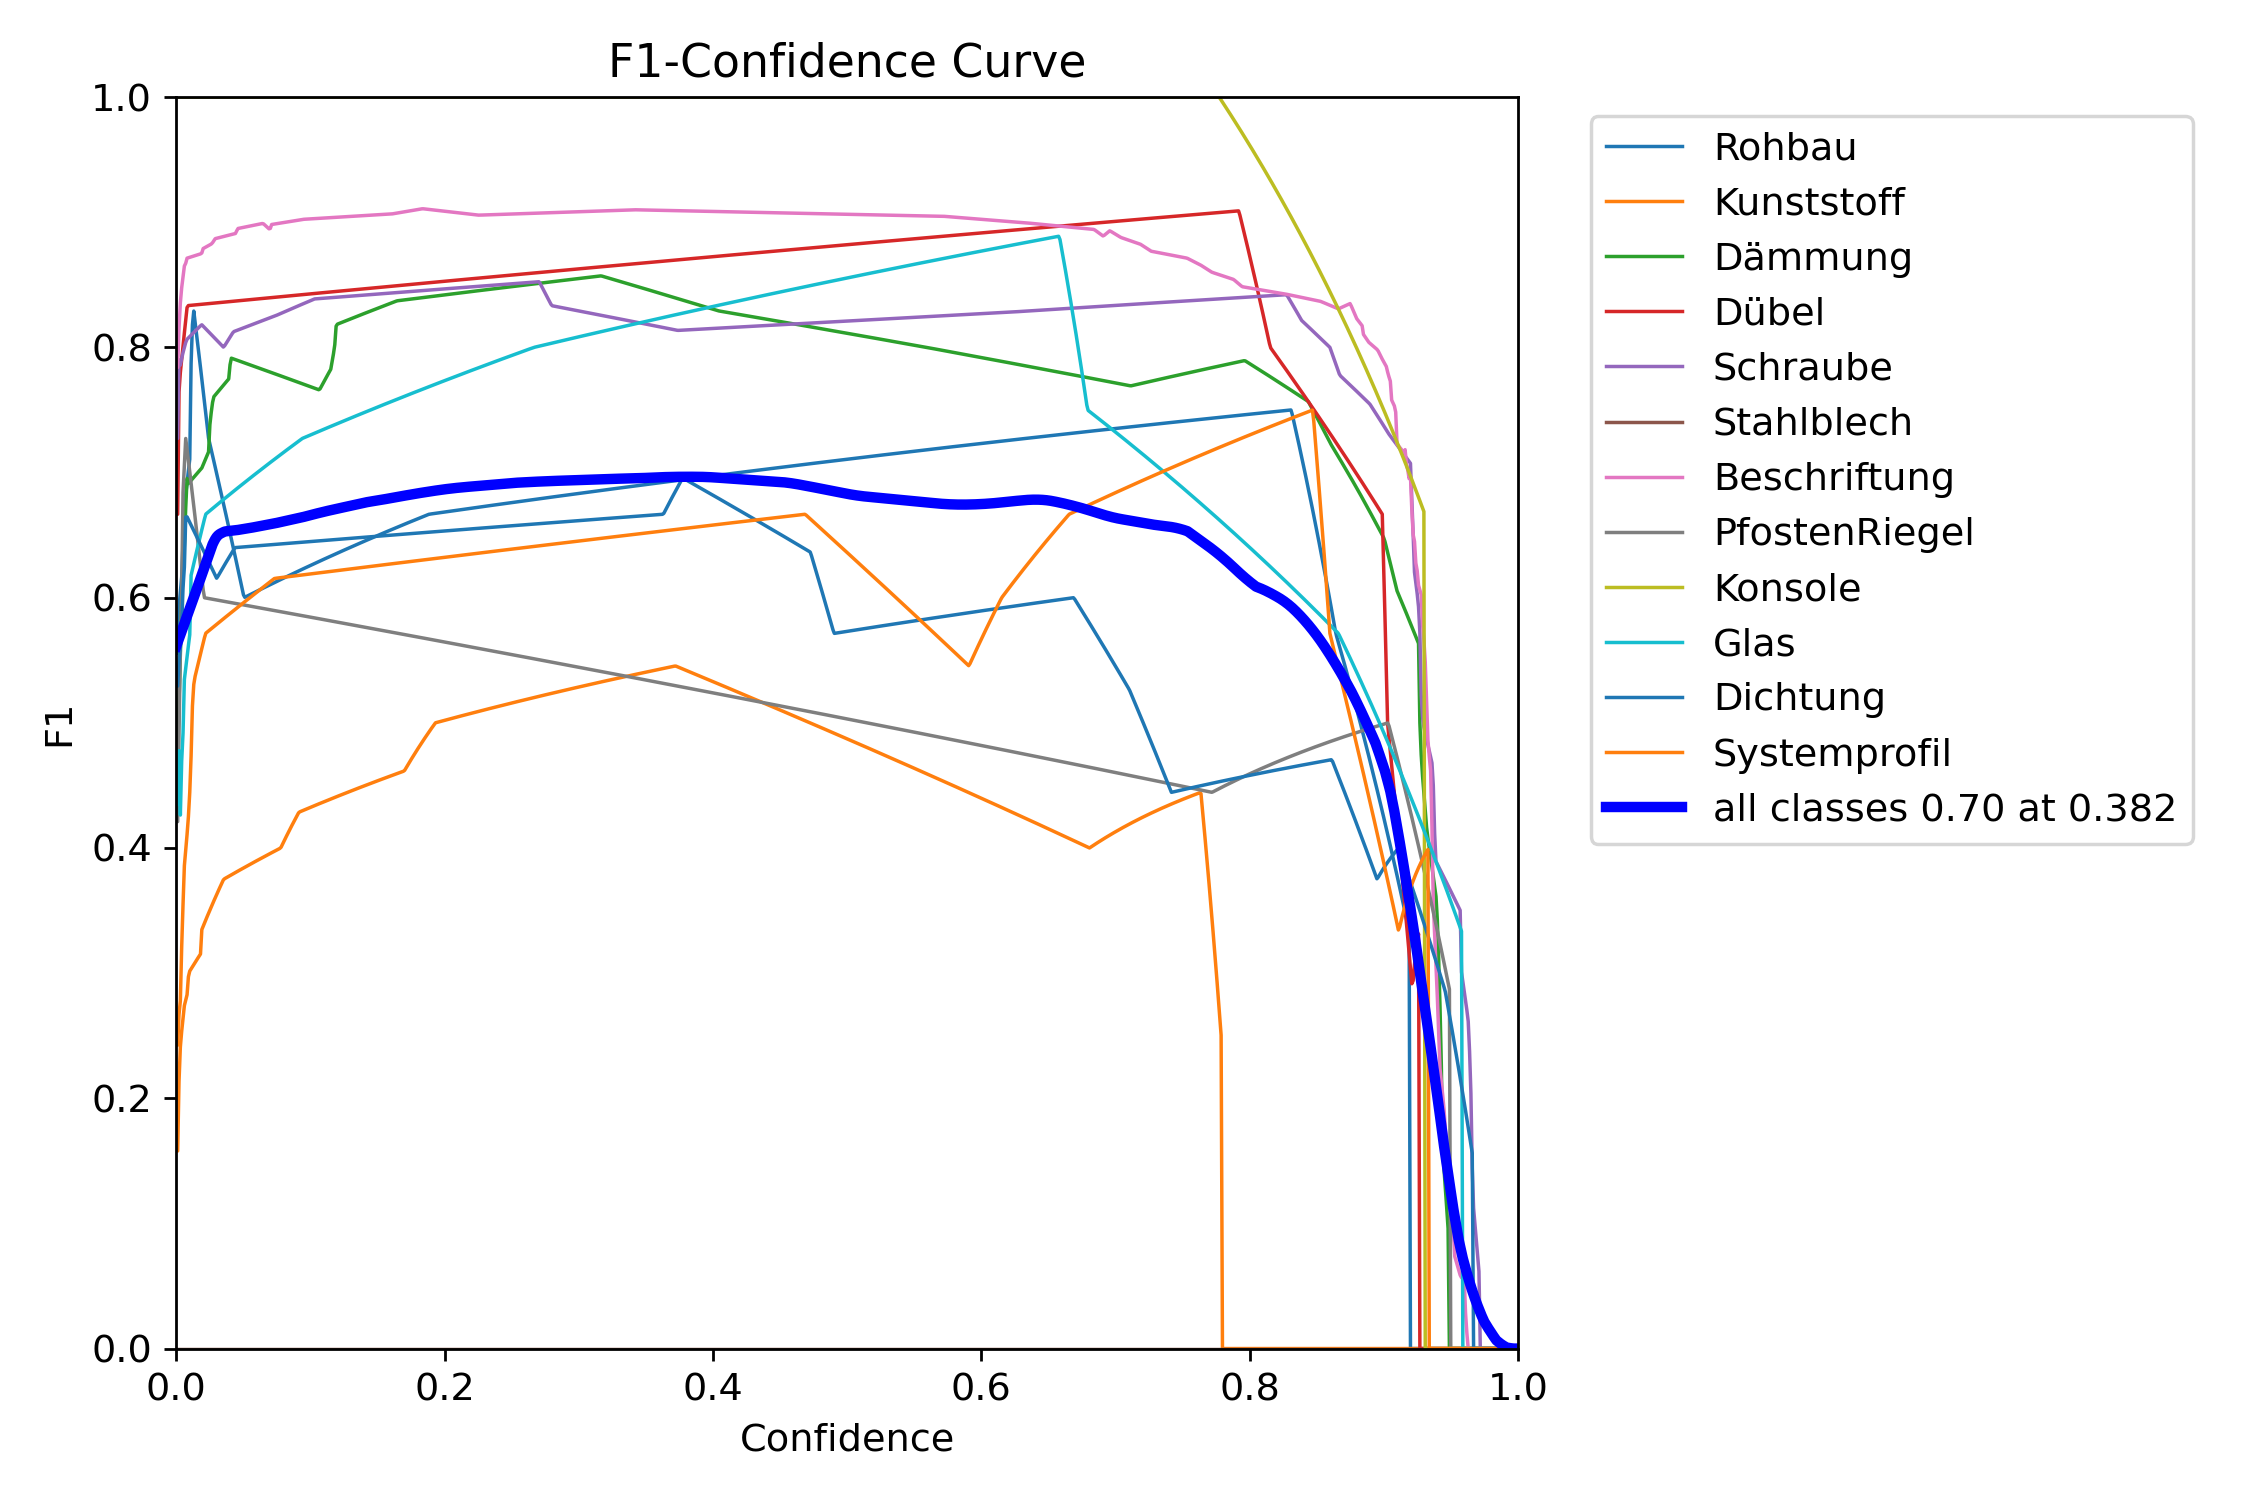 F1-Confidence Curve
1.0
0.8
0.6
0.4
0.2
0.0
F1
0.0 0.2 0.4 0.6 0.8 1.0
Confidence
Rohbau
Kunststoff
Dämmung
Dübel
Schraube
Stahlblech
Beschriftung
PfostenRiegel
Konsole
Glas
Dichtung
Systemprofil
all classes 0.70 at 0.382